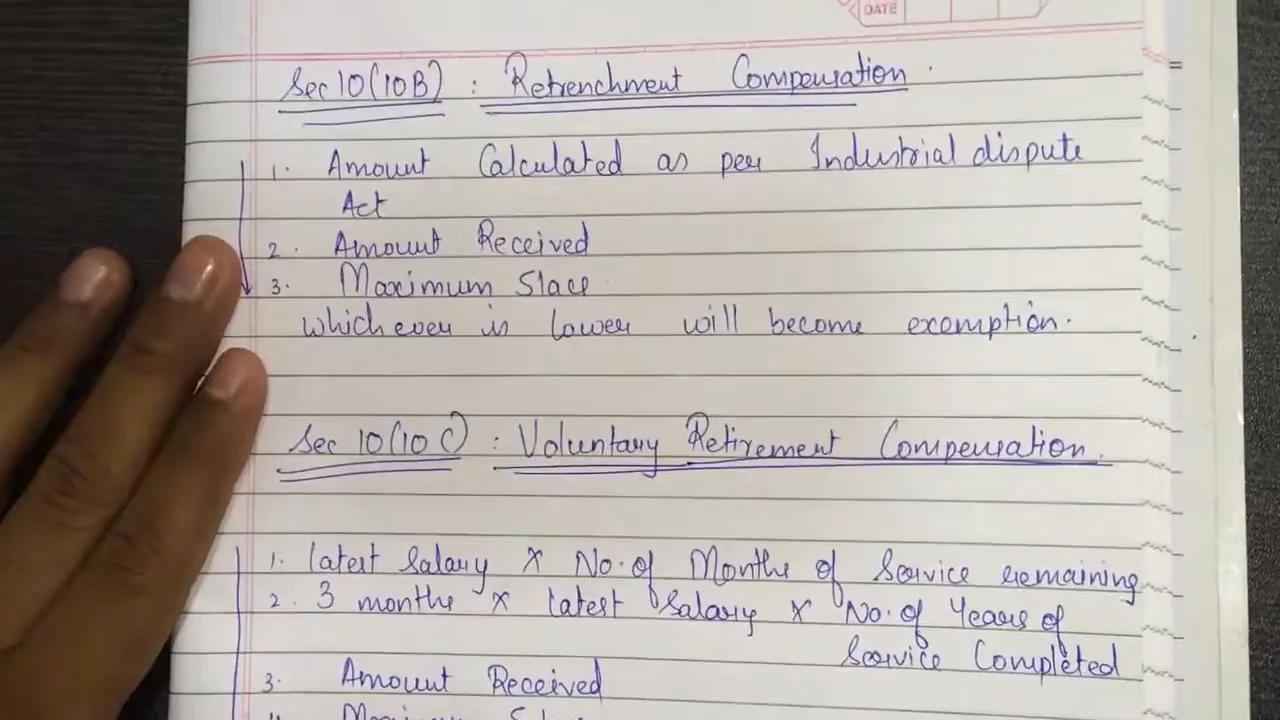 DATE
Sec 10(10B) : Retrenchment Compensation.
1. Amount Calculated as per Industrial dispute
Act
2. Amount Received
3. Maximum Slace.
whichever is lower will become exemption.
Sec 10(10C) : Voluntary Retirement Compensation.
1. latest Salary x No. of Months of Service remaining
2. 3 months x latest Salary x No. of Years of
Service Completed
3. Amount Received